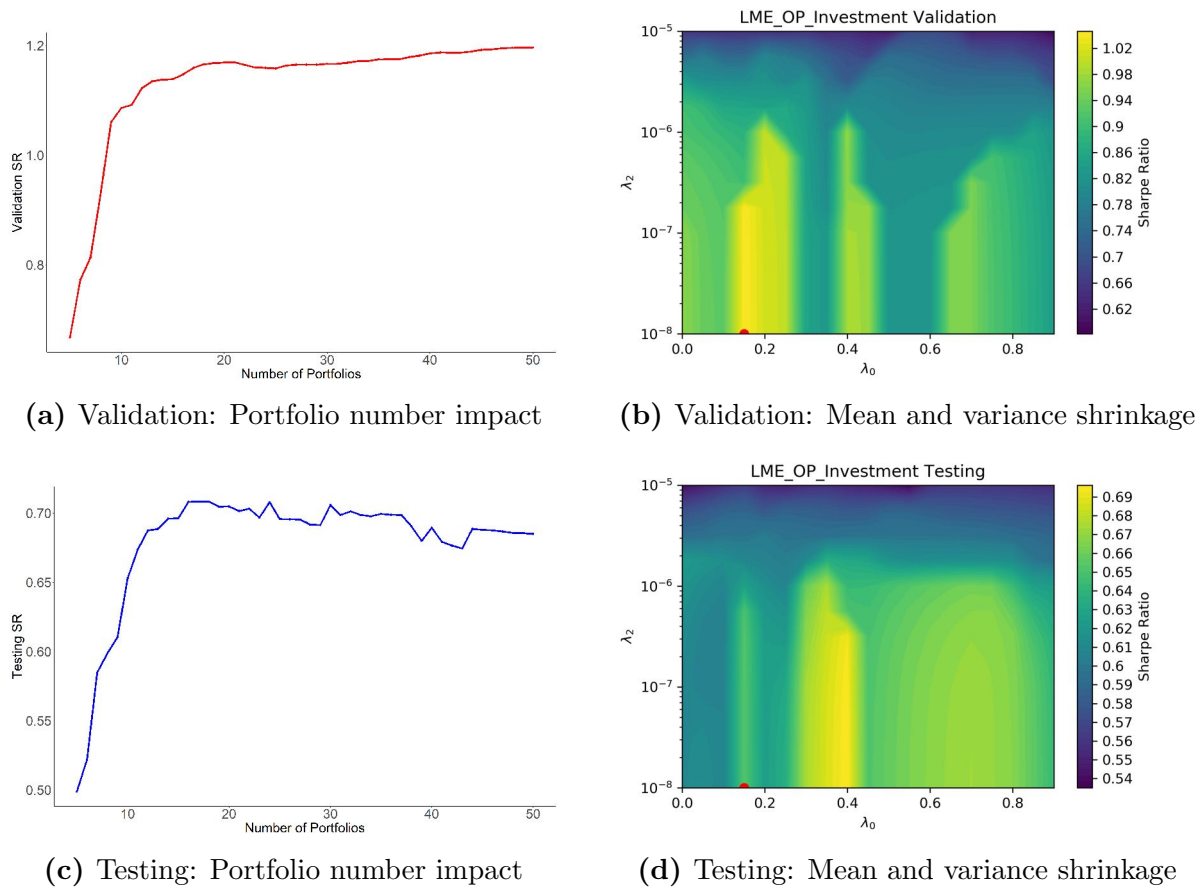 1.2
1.0
0.8
Validation SR
10 20 30 40 50
Number of Portfolios
(a) Validation: Portfolio number impact
LME_OP_Investment Validation
10⁻⁵
10⁻⁶
10⁻⁷
10⁻⁸
λ₂
0.0 0.2 0.4 0.6 0.8
λ₀
1.02
0.98
0.94
0.9
0.86
0.82
0.78
0.74
0.7
0.66
0.62
Sharpe Ratio
(b) Validation: Mean and variance shrinkage
0.70
0.65
0.60
0.55
0.50
Testing SR
10 20 30 40 50
Number of Portfolios
(c) Testing: Portfolio number impact
LME_OP_Investment Testing
10⁻⁵
10⁻⁶
10⁻⁷
10⁻⁸
λ₂
0.0 0.2 0.4 0.6 0.8
λ₀
0.69
0.68
0.66
0.65
0.64
0.63
0.62
0.61
0.6
0.59
0.58
0.57
0.56
0.55
0.54
Sharpe Ratio
(d) Testing: Mean and variance shrinkage